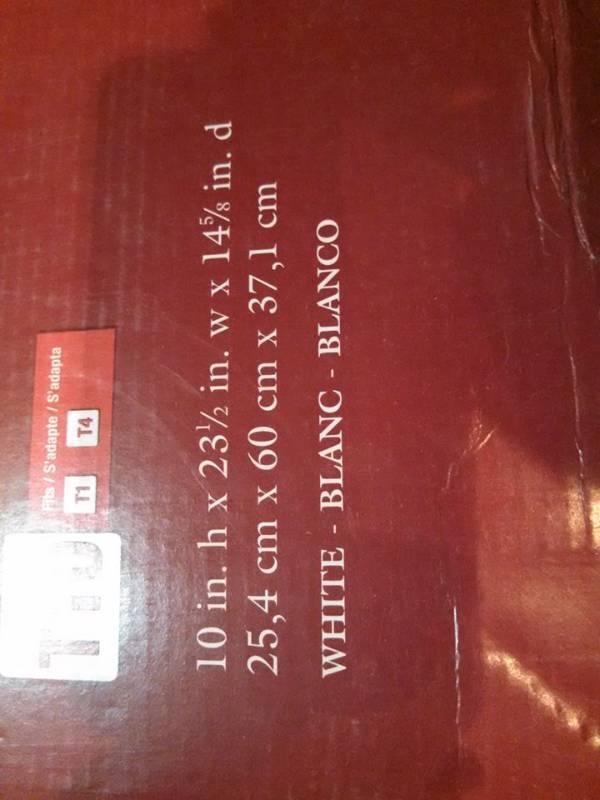 Fits / S'adapte / S'adapta
T1 T4
10 in. h x 23½ in. w x 14⅝ in. d
25,4 cm x 60 cm x 37,1 cm
WHITE - BLANC - BLANCO